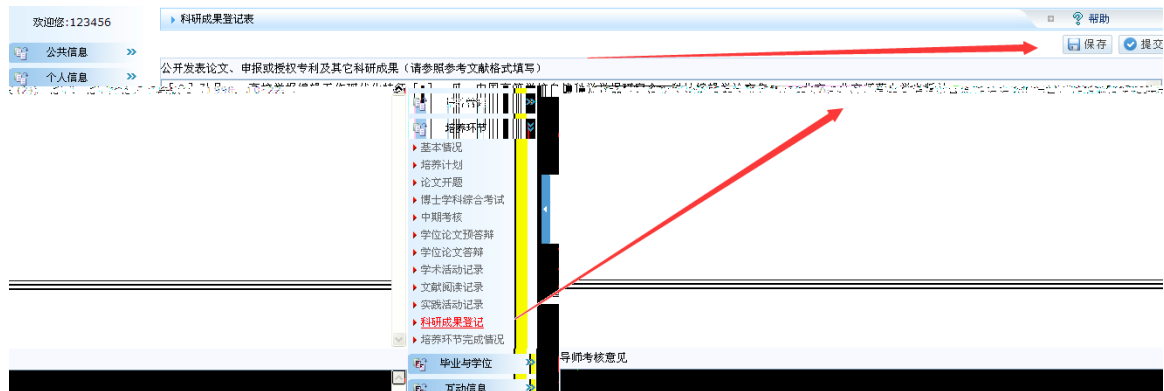 欢迎您:123456
科研成果登记表
帮助
保存 提交
公共信息
个人信息
公开发表论文、申报或授权专利及其它科研成果（请参照参考文献格式填写）
培养环节
基本情况
培养计划
论文开题
博士学科综合考试
中期考核
学位论文预答辩
学位论文答辩
学术活动记录
文献阅读记录
实践活动记录
科研成果登记
培养环节完成情况
毕业与学位
导师考核意见
互动信息